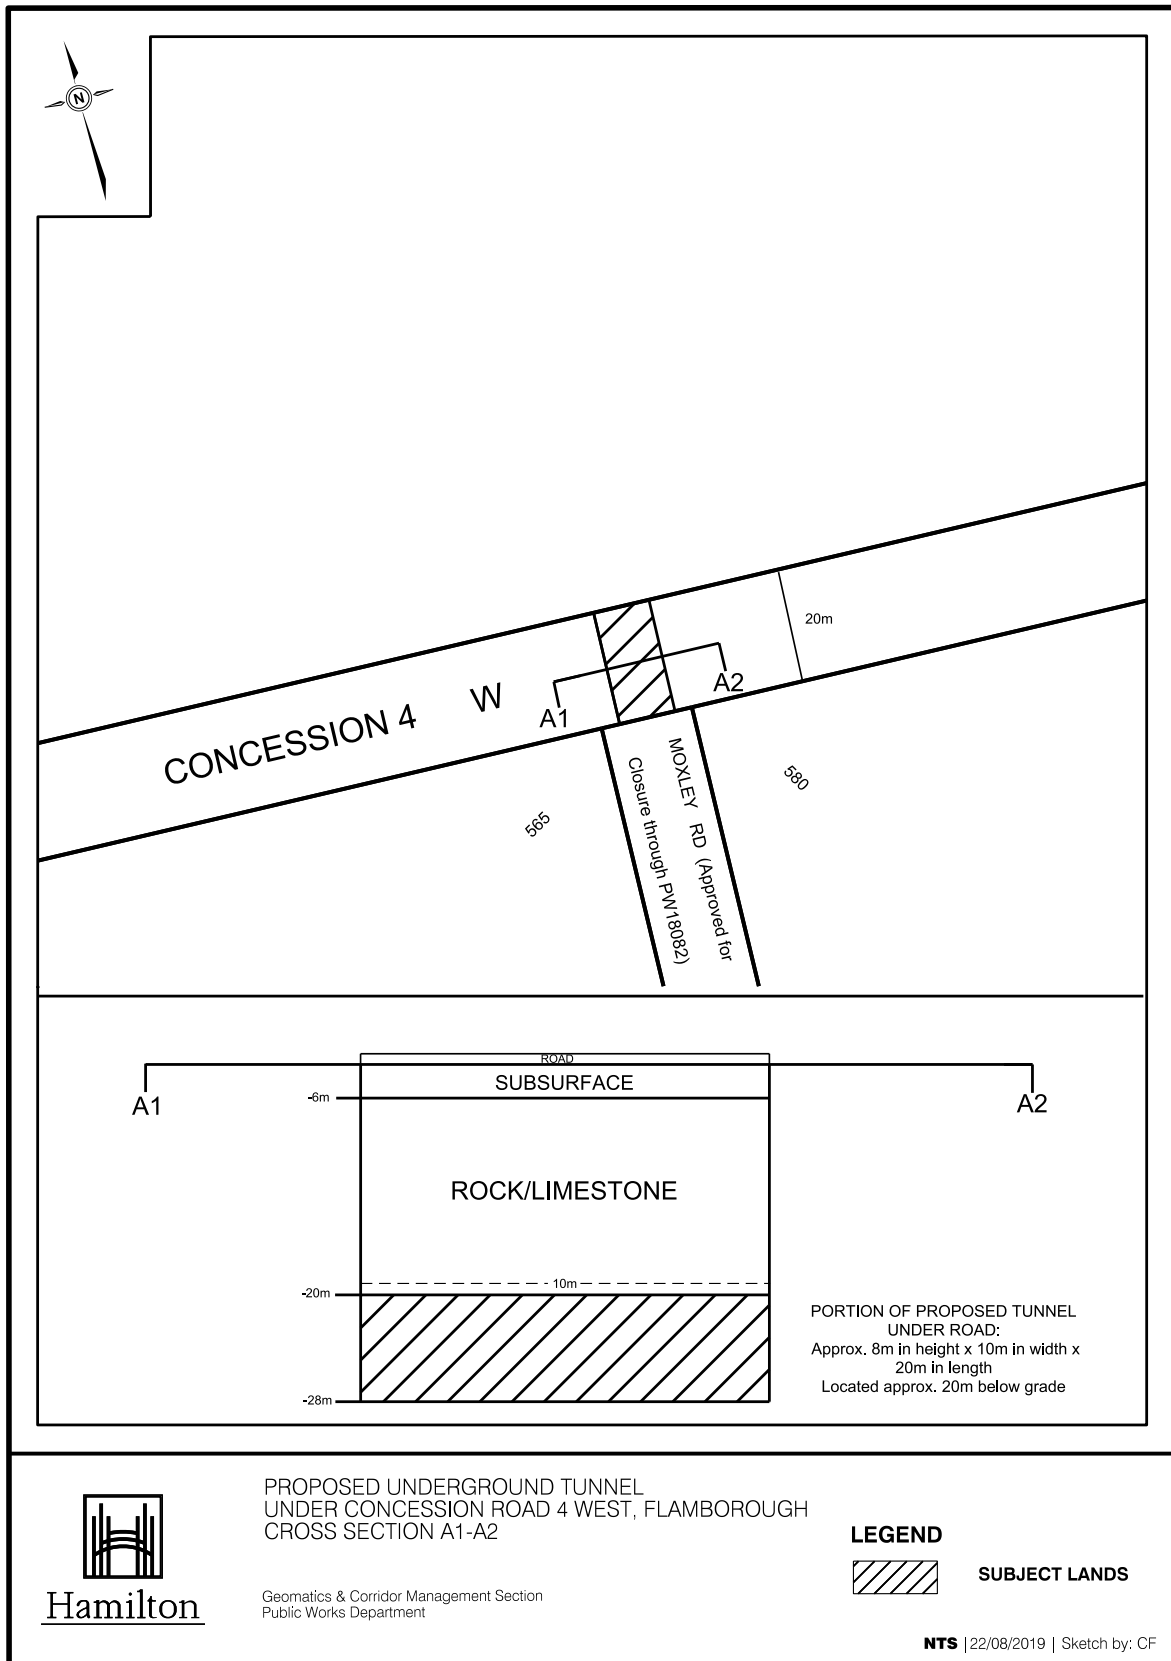 N
20m
CONCESSION 4 W
A1
A2
MOXLEY RD (Approved for
Closure through PW18082)
565
580
ROAD
SUBSURFACE
A1
A2
-6m
ROCK/LIMESTONE
10m
-20m
-28m
PORTION OF PROPOSED TUNNEL
UNDER ROAD:
Approx. 8m in height x 10m in width x
20m in length
Located approx. 20m below grade
Hamilton
PROPOSED UNDERGROUND TUNNEL
UNDER CONCESSION ROAD 4 WEST, FLAMBOROUGH
CROSS SECTION A1-A2
Geomatics & Corridor Management Section
Public Works Department
LEGEND
SUBJECT LANDS
NTS | 22/08/2019 | Sketch by: CF